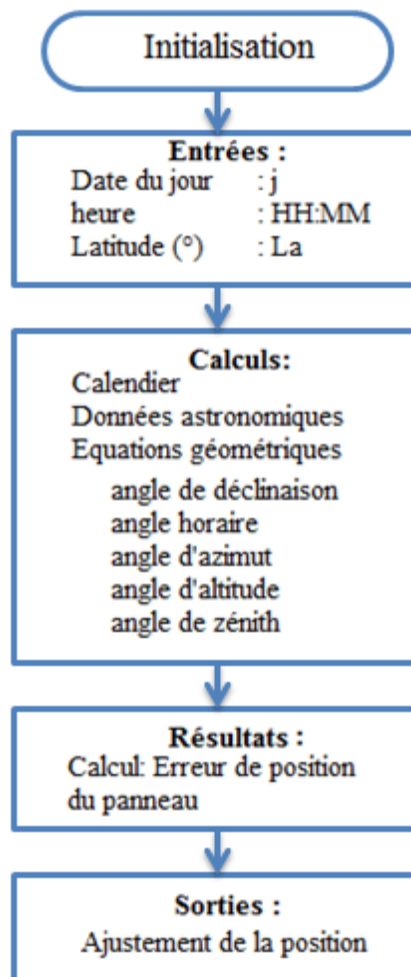 Initialisation
Entrées :
Date du jour : j
heure : HH:MM
Latitude (°) : La
Calculs:
Calendier
Données astronomiques
Equations géométriques
angle de déclinaison
angle horaire
angle d'azimut
angle d'altitude
angle de zénith
Résultats :
Calcul: Erreur de position
du panneau
Sorties :
Ajustement de la position